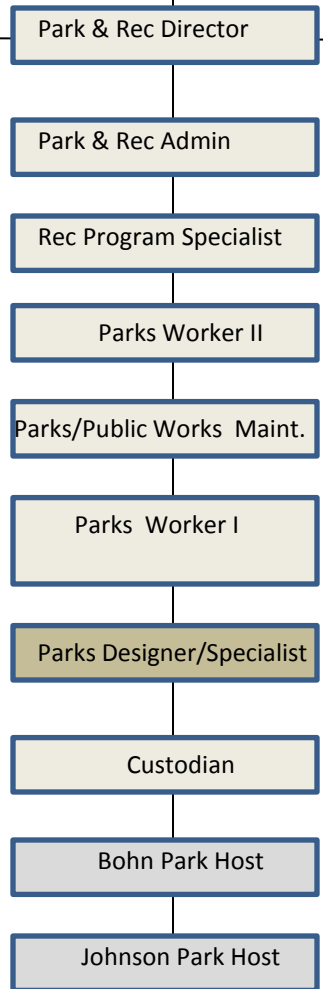 Park & Rec Director
Park & Rec Admin
Rec Program Specialist
Parks Worker II
Parks/Public Works Maint.
Parks Worker I
Parks Designer/Specialist
Custodian
Bohn Park Host
Johnson Park Host